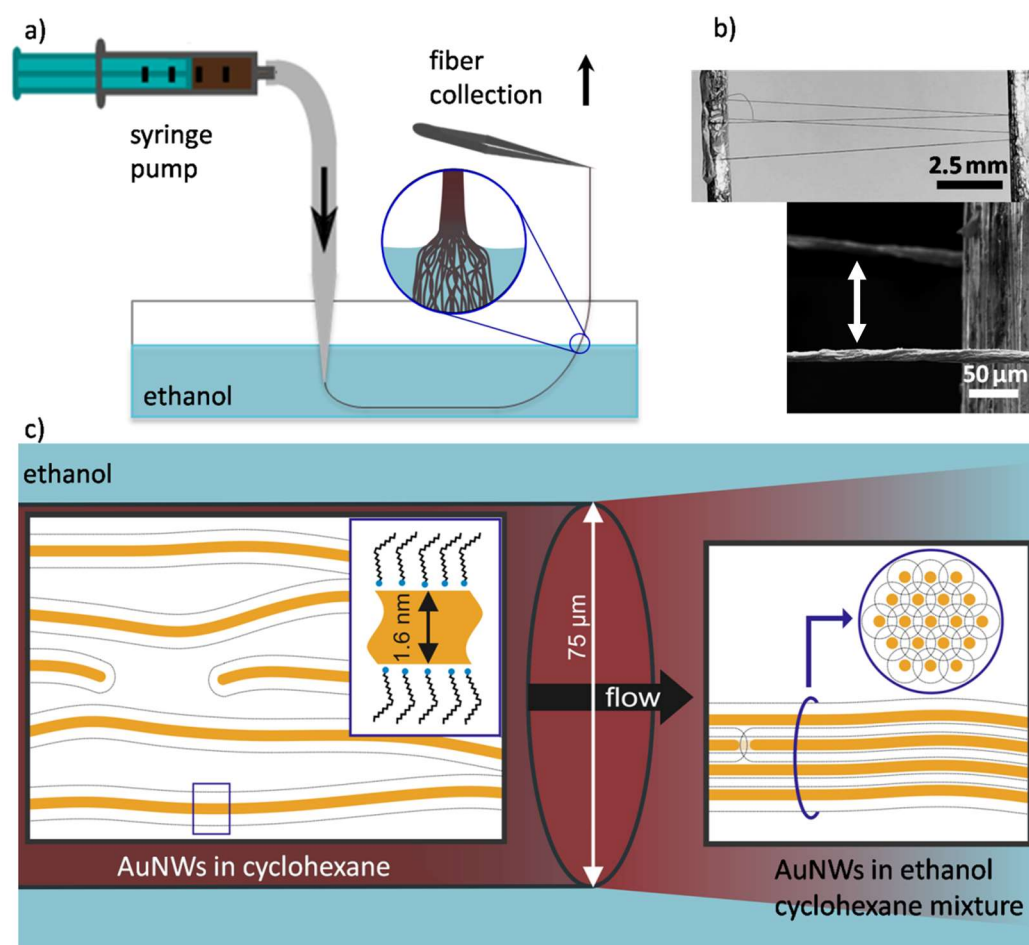 a)
syringe
pump
fiber
collection
ethanol
b)
2.5 mm
50 µm
c)
ethanol
1.6 nm
AuNWs in cyclohexane
75 µm
flow
AuNWs in ethanol
cyclohexane mixture